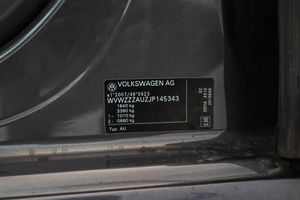 VOLKSWAGEN AG
e1*2007/46*0623
WVWZZZAUZJP145343
1840 kg
3380 kg
1 - 1010 kg
2 - 0880 kg
Typ AU